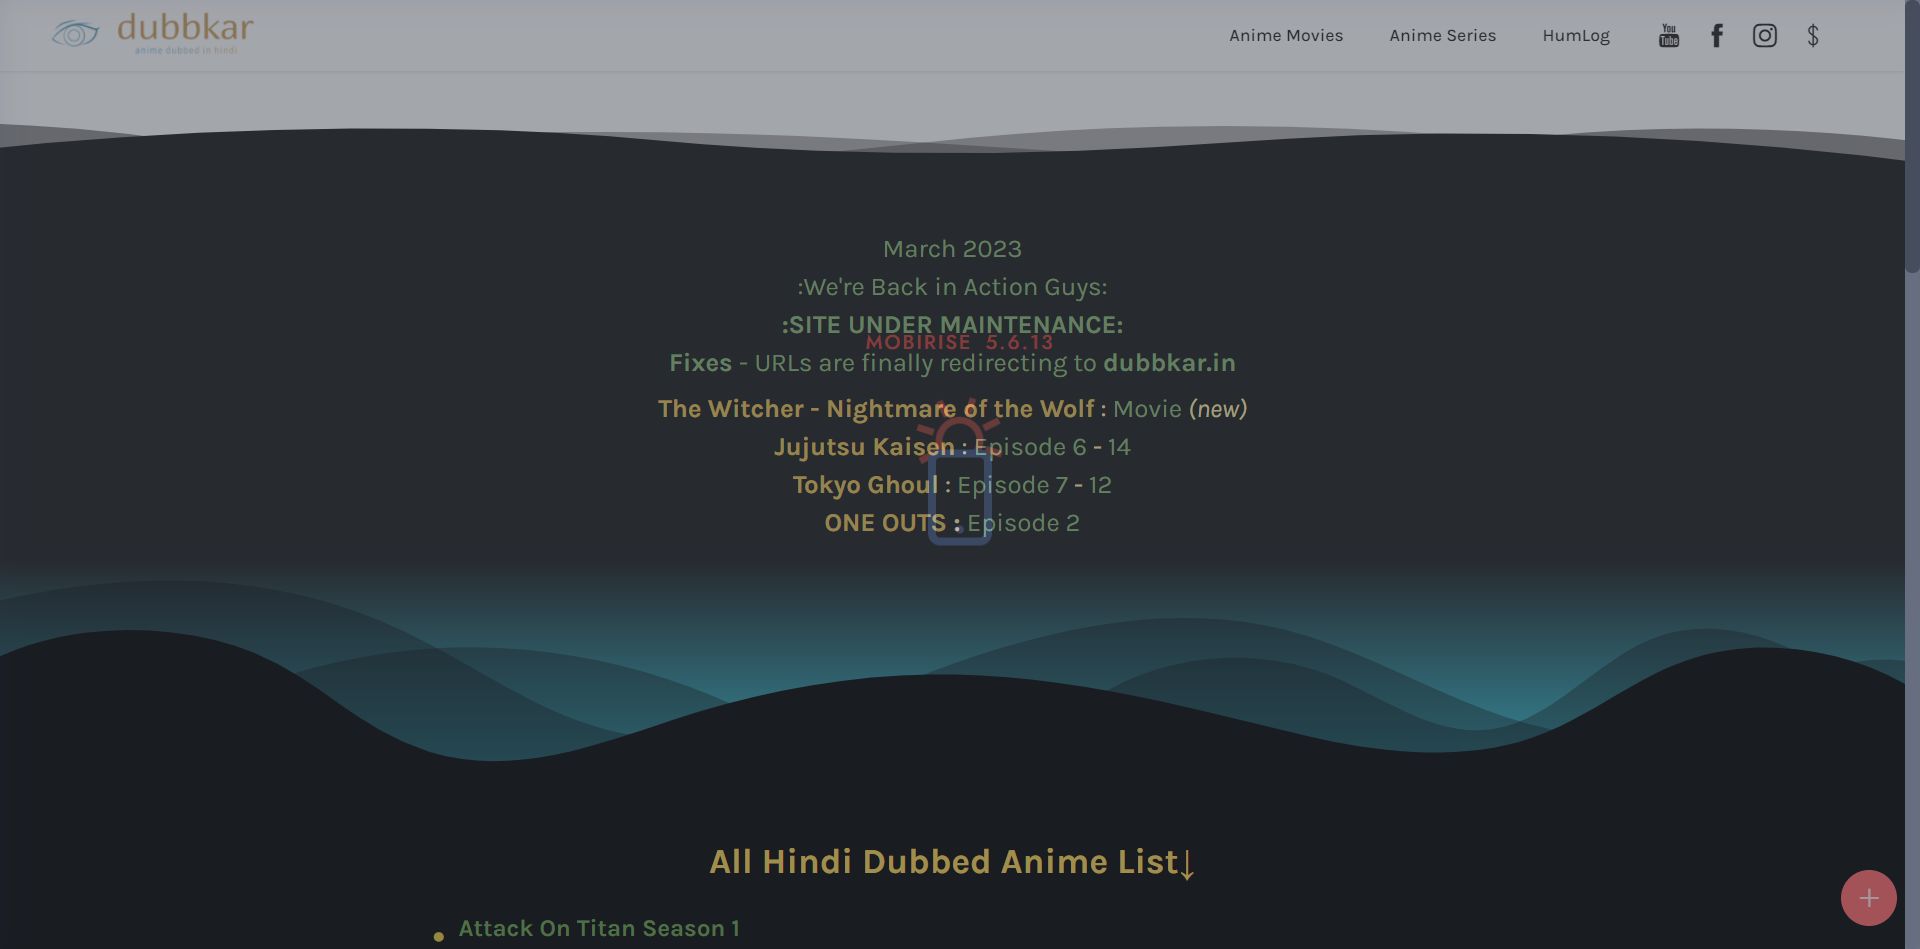 dubbkar
anime dubbed in hindi
Anime Movies
Anime Series
HumLog
You
Tube
$
March 2023
:We're Back in Action Guys:
:SITE UNDER MAINTENANCE:
MOBIRISE 5.6.13
Fixes - URLs are finally redirecting to dubbkar.in
The Witcher - Nightmare of the Wolf : Movie (new)
Jujutsu Kaisen : Episode 6 - 14
Tokyo Ghoul : Episode 7 - 12
ONE OUTS : Episode 2
All Hindi Dubbed Anime List↓
Attack On Titan Season 1